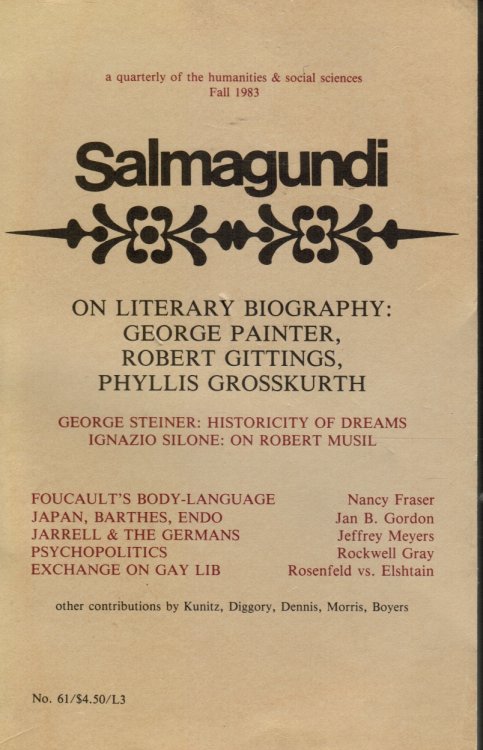 a quarterly of the humanities & social sciences
Fall 1983
Salmagundi
ON LITERARY BIOGRAPHY:
GEORGE PAINTER,
ROBERT GITTINGS,
PHYLLIS GROSSKURTH
GEORGE STEINER: HISTORICITY OF DREAMS
IGNAZIO SILONE: ON ROBERT MUSIL
FOUCAULT'S BODY-LANGUAGE Nancy Fraser
JAPAN, BARTHES, ENDO Jan B. Gordon
JARRELL & THE GERMANS Jeffrey Meyers
PSYCHOPOLITICS Rockwell Gray
EXCHANGE ON GAY LIB Rosenfeld vs. Elshtain
other contributions by Kunitz, Diggory, Dennis, Morris, Boyers
No. 61/$4.50/L3